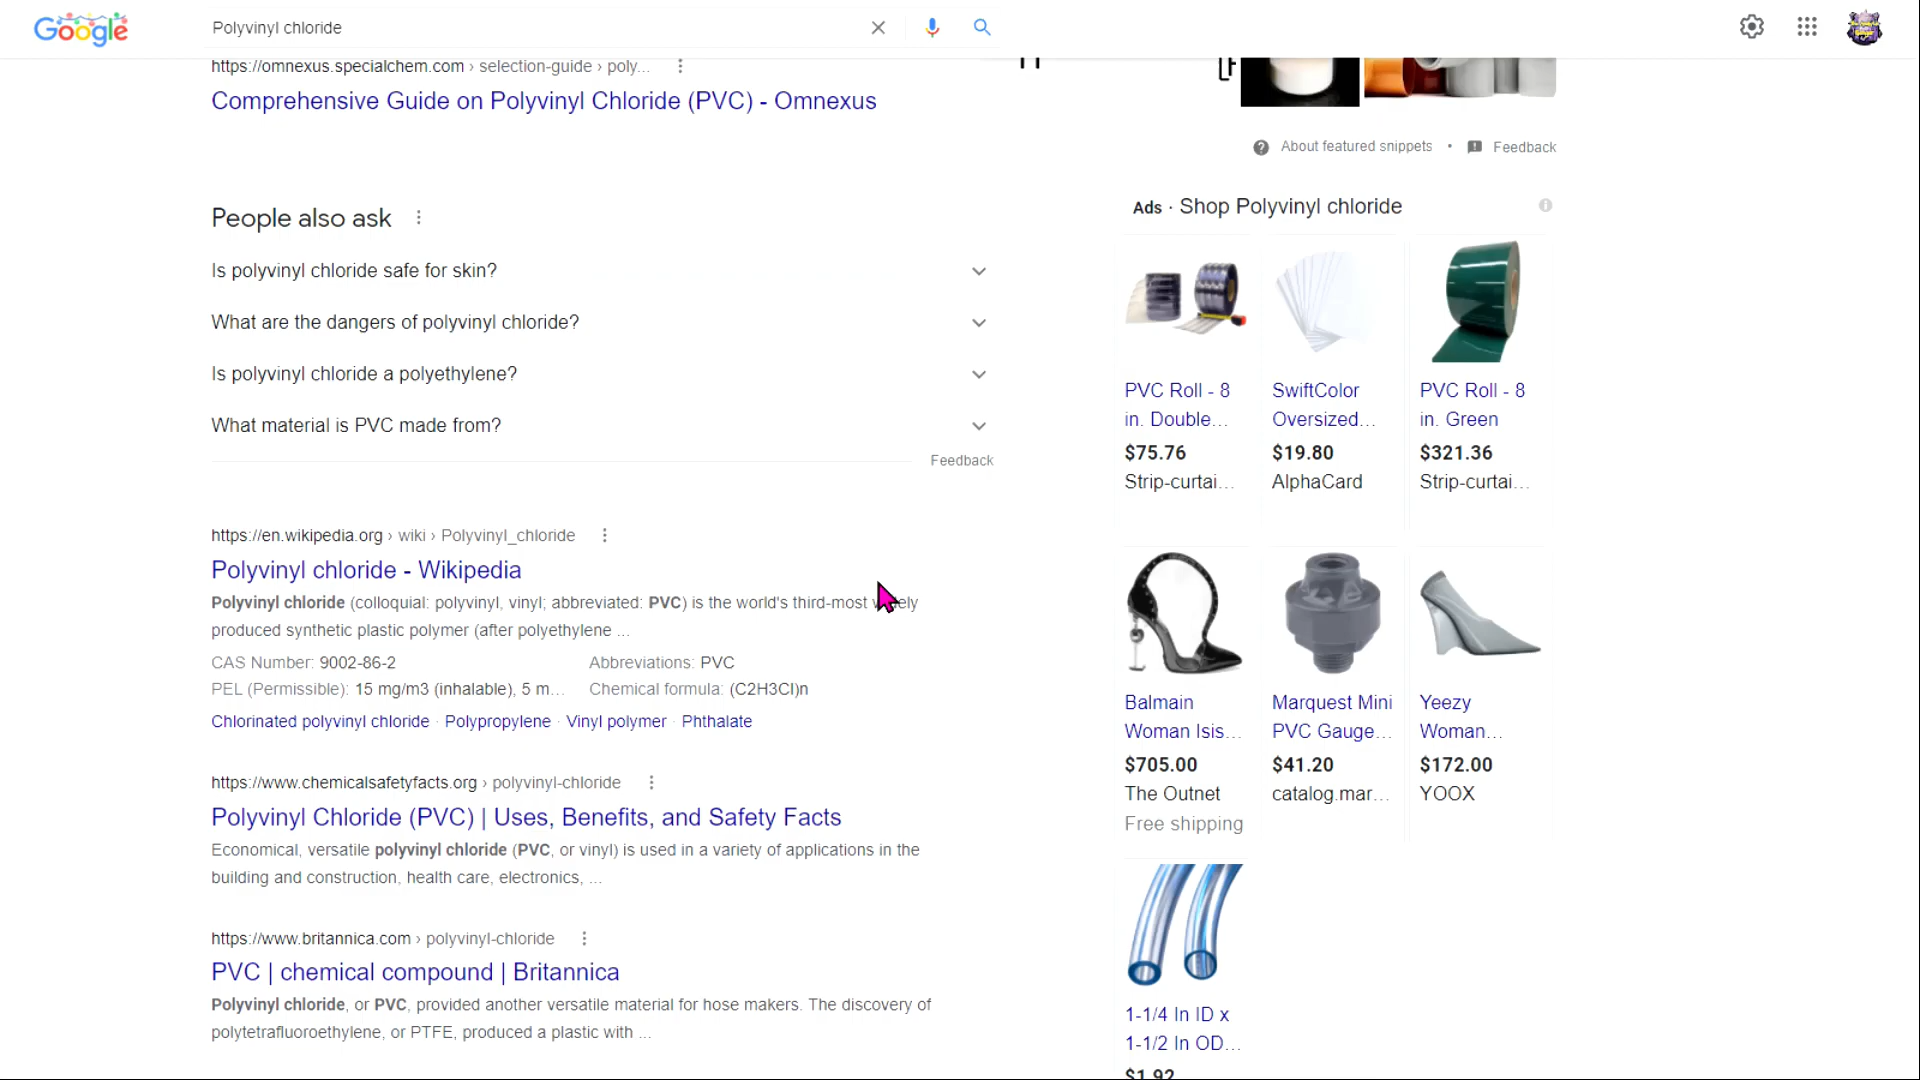 Google
Polyvinyl chloride
https://omnexus.specialchem.com › selection-guide › poly...
Comprehensive Guide on Polyvinyl Chloride (PVC) - Omnexus
About featured snippets • Feedback
People also ask
Is polyvinyl chloride safe for skin?
What are the dangers of polyvinyl chloride?
Is polyvinyl chloride a polyethylene?
What material is PVC made from?
Feedback
https://en.wikipedia.org › wiki › Polyvinyl_chloride
Polyvinyl chloride - Wikipedia
Polyvinyl chloride (colloquial: polyvinyl, vinyl; abbreviated: PVC) is the world's third-most widely
produced synthetic plastic polymer (after polyethylene ...
CAS Number: 9002-86-2 Abbreviations: PVC
PEL (Permissible): 15 mg/m3 (inhalable), 5 m... Chemical formula: (C2H3Cl)n
Chlorinated polyvinyl chloride · Polypropylene · Vinyl polymer · Phthalate
https://www.chemicalsafetyfacts.org › polyvinyl-chloride
Polyvinyl Chloride (PVC) | Uses, Benefits, and Safety Facts
Economical, versatile polyvinyl chloride (PVC, or vinyl) is used in a variety of applications in the
building and construction, health care, electronics, ...
https://www.britannica.com › polyvinyl-chloride
PVC | chemical compound | Britannica
Polyvinyl chloride, or PVC, provided another versatile material for hose makers. The discovery of
polytetrafluoroethylene, or PTFE, produced a plastic with ...
Ads · Shop Polyvinyl chloride
PVC Roll - 8
in. Double...
$75.76
Strip-curtai...
SwiftColor
Oversized...
$19.80
AlphaCard
PVC Roll - 8
in. Green
$321.36
Strip-curtai...
Balmain
Woman Isis...
$705.00
The Outnet
Free shipping
Marquest Mini
PVC Gauge...
$41.20
catalog.mar...
Yeezy
Woman...
$172.00
YOOX
1-1/4 In ID x
1-1/2 In OD...
$1.92